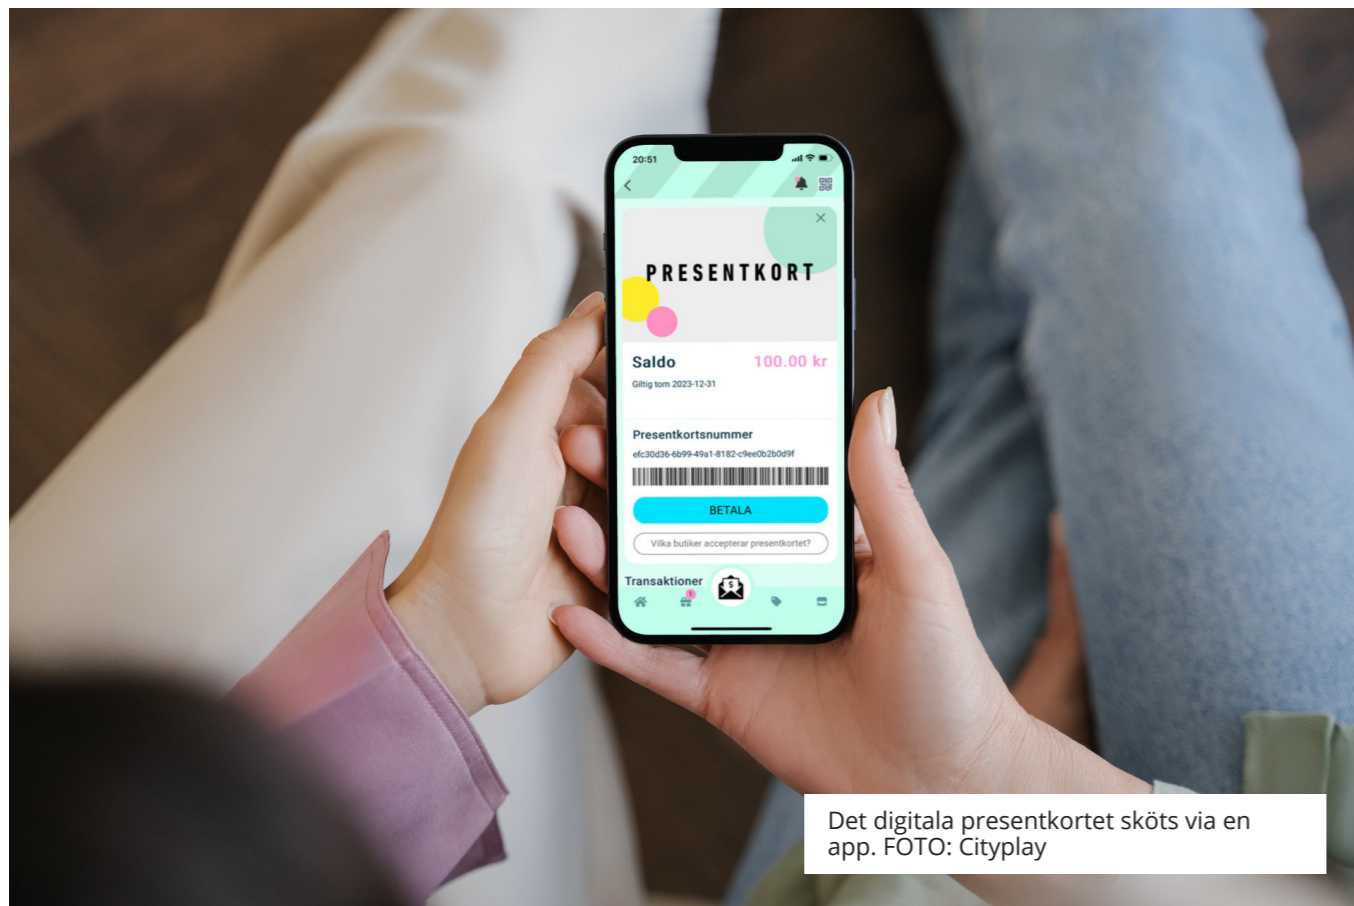 20:51
PRESENTKORT
Saldo 100.00 kr
Giltig tom 2023-12-31
Presentkortsnummer
efc30d36-6b99-49a1-8182-c9ee0b2b0d9f
BETALA
Vilka butiker accepterar presentkortet?
Transaktioner
1
$
Det digitala presentkortet sköts via en
app. FOTO: Cityplay